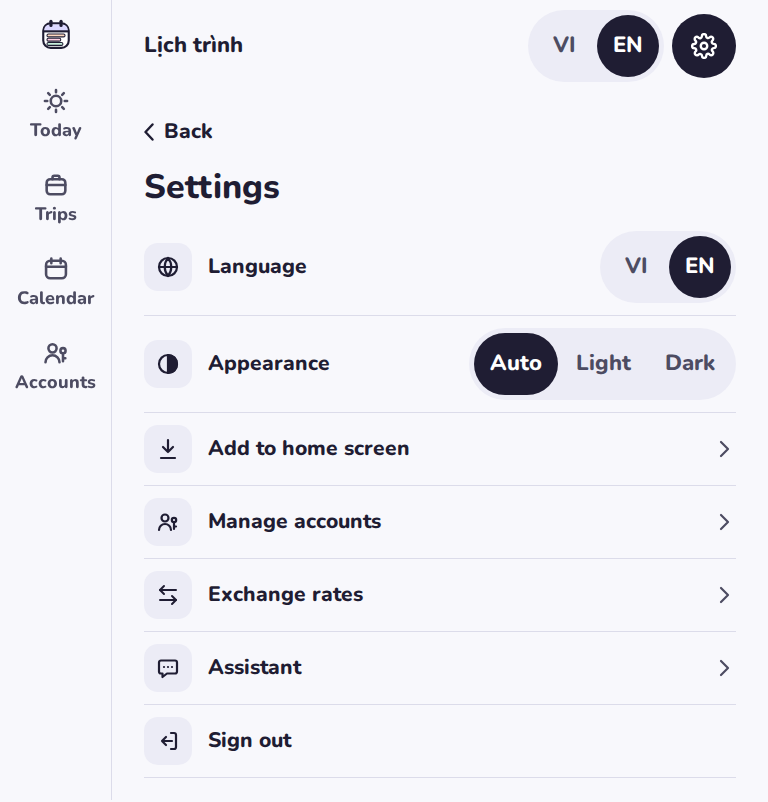 Lịch trình
VI EN
Today
Trips
Calendar
Accounts
Back
Settings
Language
VI EN
Appearance
Auto Light Dark
Add to home screen
Manage accounts
Exchange rates
Assistant
Sign out